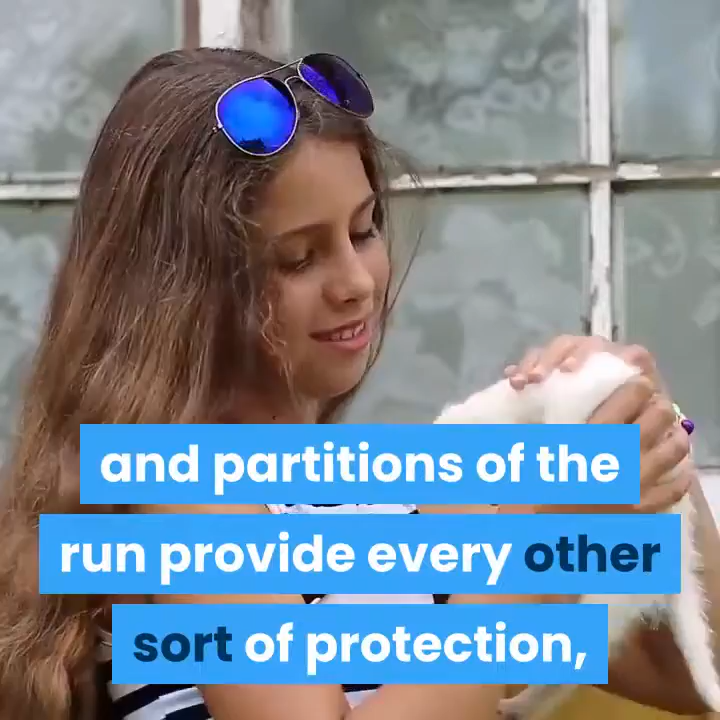 and partitions of the
run provide every other
sort of protection,